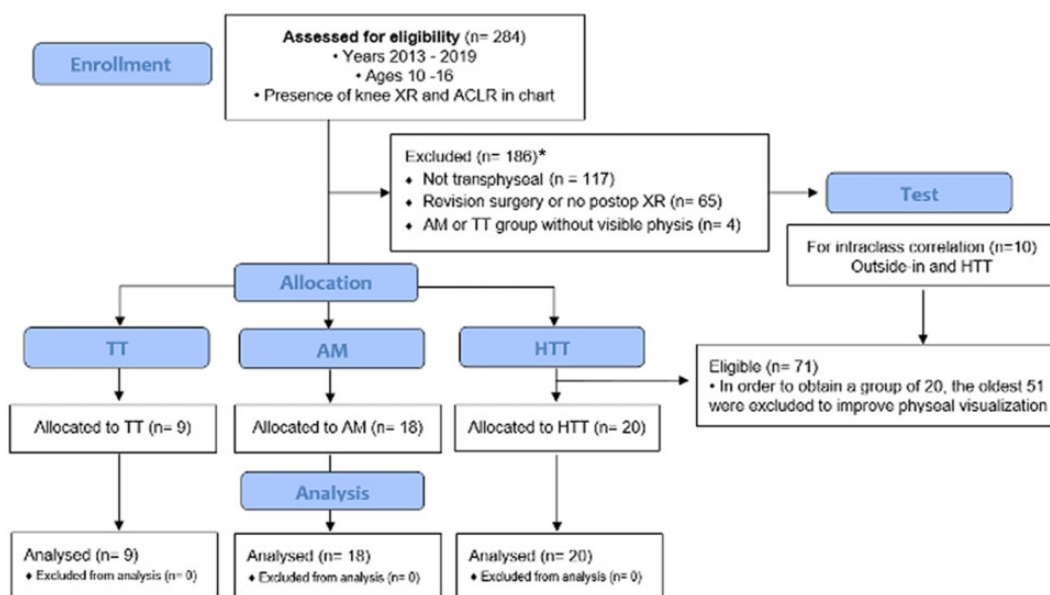 Enrollment
Assessed for eligibility (n= 284)
• Years 2013 - 2019
• Ages 10 -16
• Presence of knee XR and ACLR in chart
Excluded (n= 186)*
♦ Not transphyseal (n = 117)
♦ Revision surgery or no postop XR (n= 65)
♦ AM or TT group without visible physis (n= 4)
Test
For intraclass correlation (n=10)
Outside-in and HTT
Allocation
TT
AM
HTT
Eligible (n= 71)
• In order to obtain a group of 20, the oldest 51
were excluded to improve physeal visualization
Allocated to TT (n= 9)
Allocated to AM (n= 18)
Allocated to HTT (n= 20)
Analysis
Analysed (n= 9)
♦ Excluded from analysis (n= 0)
Analysed (n= 18)
♦ Excluded from analysis (n= 0)
Analysed (n= 20)
♦ Excluded from analysis (n= 0)